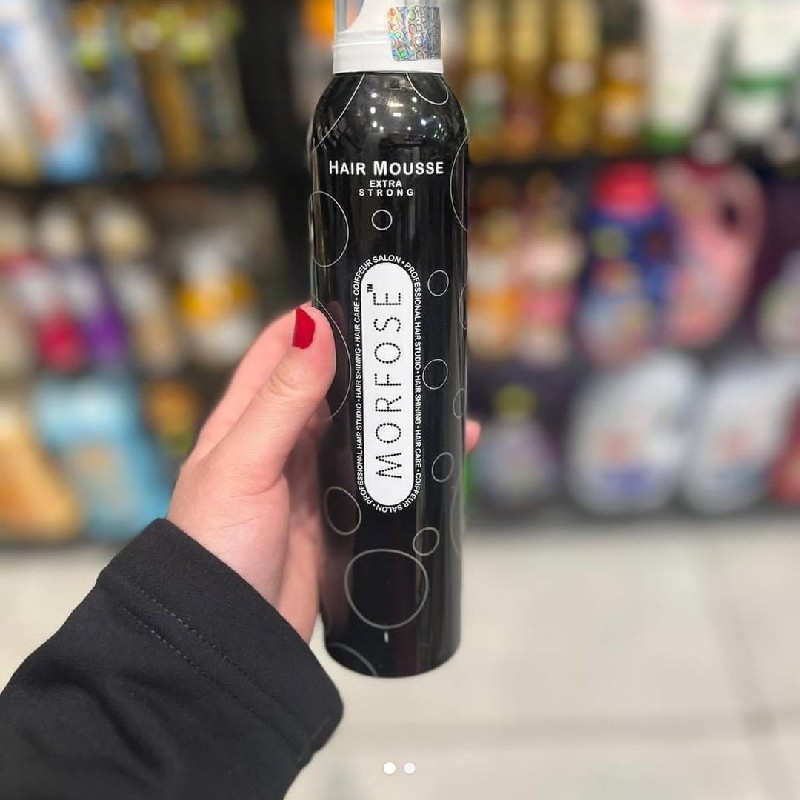 HAIR MOUSSE
EXTRA
STRONG
MORFOSE™
COIFFEUR SALON • PROFESSIONAL HAIR STUDIO • HAIR SHINING • HAIR CARE • COIFFEUR SALON • PROFESSIONAL HAIR STUDIO • HAIR SHINING • HAIR CARE •